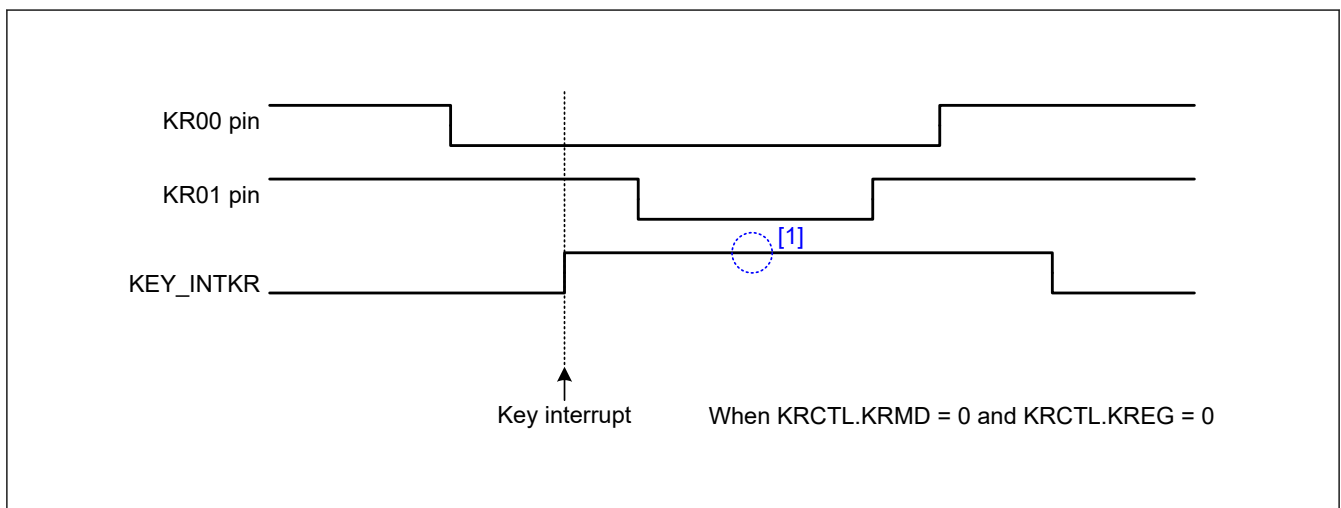 KR00 pin
KR01 pin
[1]
KEY_INTKR
Key interrupt
When KRCTL.KRMD = 0 and KRCTL.KREG = 0